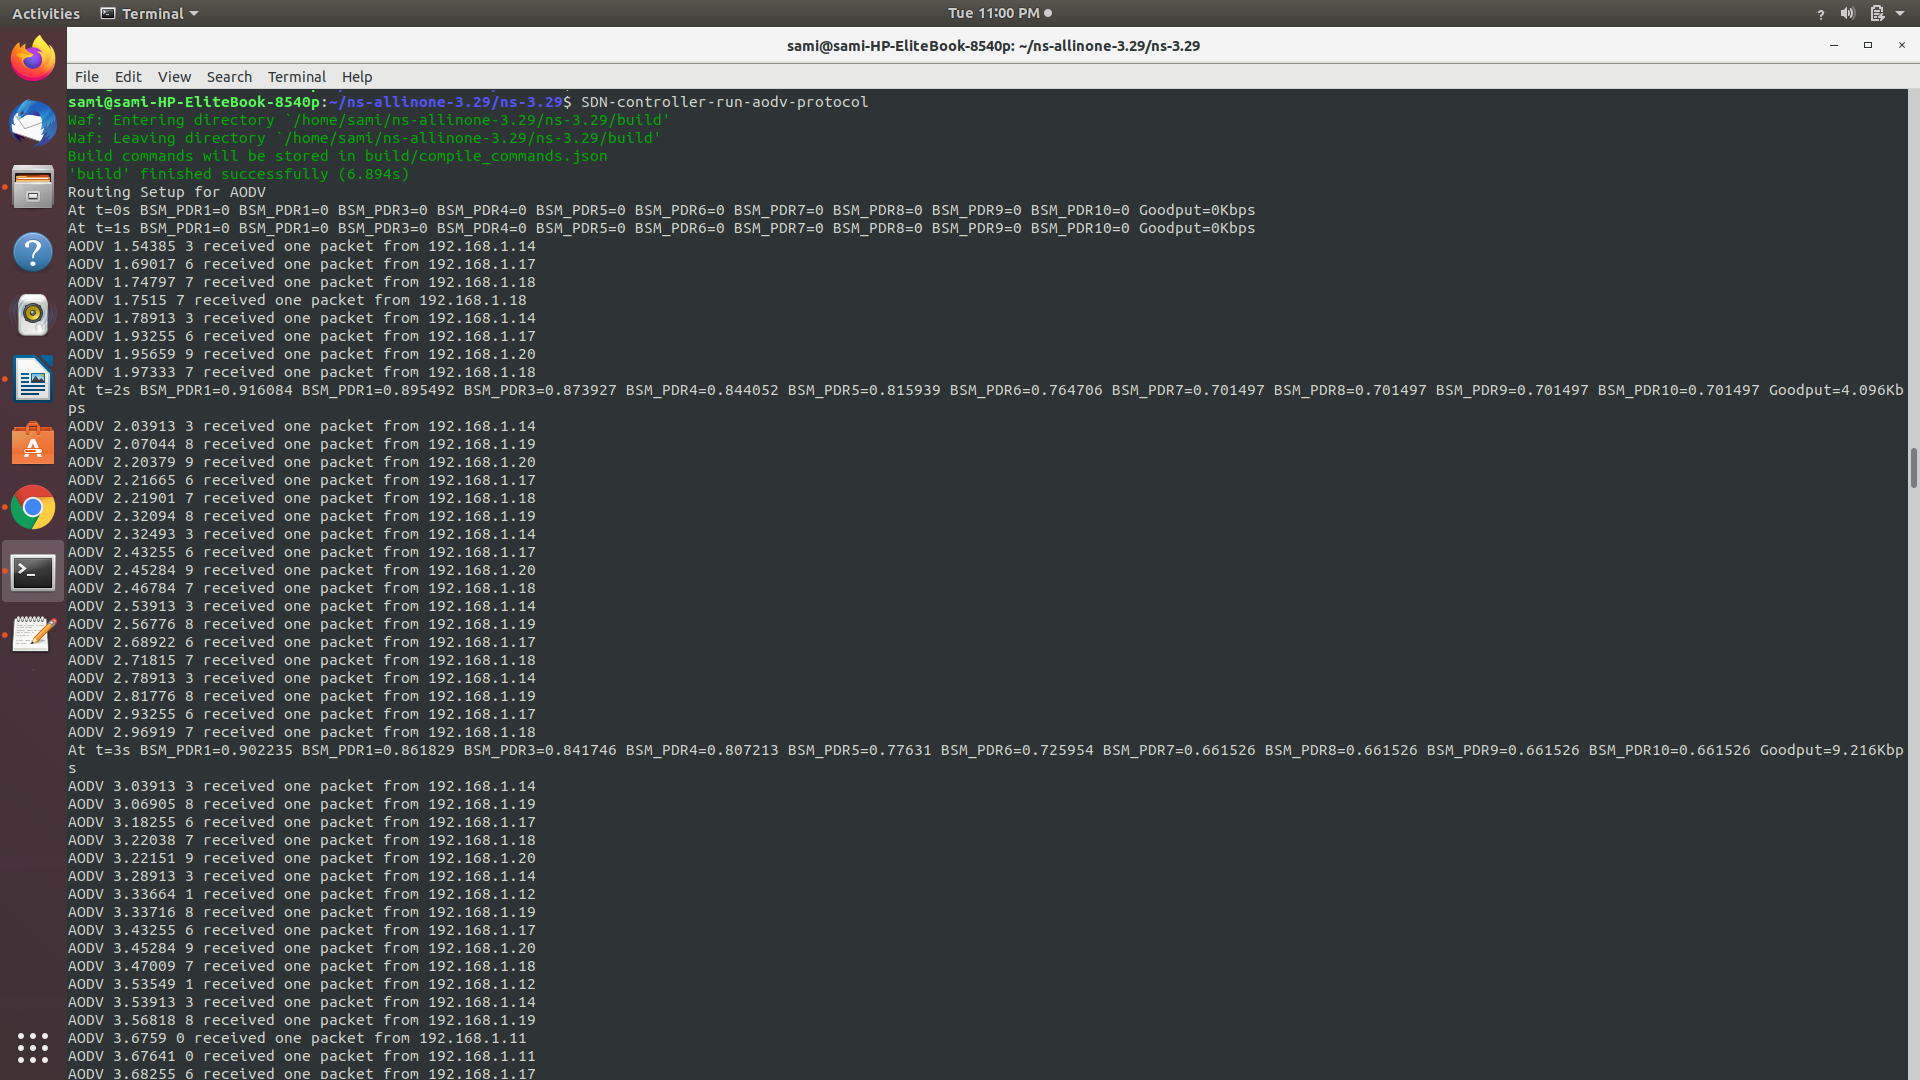 Activities Terminal Tue 11:00 PM
sami@sami-HP-EliteBook-8540p: ~/ns-allinone-3.29/ns-3.29
File Edit View Search Terminal Help
sami@sami-HP-EliteBook-8540p:~/ns-allinone-3.29/ns-3.29$ SDN-controller-run-aodv-protocol
Waf: Entering directory `/home/sami/ns-allinone-3.29/ns-3.29/build'
Waf: Leaving directory `/home/sami/ns-allinone-3.29/ns-3.29/build'
Build commands will be stored in build/compile_commands.json
'build' finished successfully (6.894s)
Routing Setup for AODV
At t=0s BSM_PDR1=0 BSM_PDR1=0 BSM_PDR3=0 BSM_PDR4=0 BSM_PDR5=0 BSM_PDR6=0 BSM_PDR7=0 BSM_PDR8=0 BSM_PDR9=0 BSM_PDR10=0 Goodput=0Kbps
At t=1s BSM_PDR1=0 BSM_PDR1=0 BSM_PDR3=0 BSM_PDR4=0 BSM_PDR5=0 BSM_PDR6=0 BSM_PDR7=0 BSM_PDR8=0 BSM_PDR9=0 BSM_PDR10=0 Goodput=0Kbps
AODV 1.54385 3 received one packet from 192.168.1.14
AODV 1.69017 6 received one packet from 192.168.1.17
AODV 1.74797 7 received one packet from 192.168.1.18
AODV 1.7515 7 received one packet from 192.168.1.18
AODV 1.78913 3 received one packet from 192.168.1.14
AODV 1.93255 6 received one packet from 192.168.1.17
AODV 1.95659 9 received one packet from 192.168.1.20
AODV 1.97333 7 received one packet from 192.168.1.18
At t=2s BSM_PDR1=0.916084 BSM_PDR1=0.895492 BSM_PDR3=0.873927 BSM_PDR4=0.844052 BSM_PDR5=0.815939 BSM_PDR6=0.764706 BSM_PDR7=0.701497 BSM_PDR8=0.701497 BSM_PDR9=0.701497 BSM_PDR10=0.701497 Goodput=4.096Kb
ps
AODV 2.03913 3 received one packet from 192.168.1.14
AODV 2.07044 8 received one packet from 192.168.1.19
AODV 2.20379 9 received one packet from 192.168.1.20
AODV 2.21665 6 received one packet from 192.168.1.17
AODV 2.21901 7 received one packet from 192.168.1.18
AODV 2.32094 8 received one packet from 192.168.1.19
AODV 2.32493 3 received one packet from 192.168.1.14
AODV 2.43255 6 received one packet from 192.168.1.17
AODV 2.45284 9 received one packet from 192.168.1.20
AODV 2.46784 7 received one packet from 192.168.1.18
AODV 2.53913 3 received one packet from 192.168.1.14
AODV 2.56776 8 received one packet from 192.168.1.19
AODV 2.68922 6 received one packet from 192.168.1.17
AODV 2.71815 7 received one packet from 192.168.1.18
AODV 2.78913 3 received one packet from 192.168.1.14
AODV 2.81776 8 received one packet from 192.168.1.19
AODV 2.93255 6 received one packet from 192.168.1.17
AODV 2.96919 7 received one packet from 192.168.1.18
At t=3s BSM_PDR1=0.902235 BSM_PDR1=0.861829 BSM_PDR3=0.841746 BSM_PDR4=0.807213 BSM_PDR5=0.77631 BSM_PDR6=0.725954 BSM_PDR7=0.661526 BSM_PDR8=0.661526 BSM_PDR9=0.661526 BSM_PDR10=0.661526 Goodput=9.216Kbp
s
AODV 3.03913 3 received one packet from 192.168.1.14
AODV 3.06905 8 received one packet from 192.168.1.19
AODV 3.18255 6 received one packet from 192.168.1.17
AODV 3.22038 7 received one packet from 192.168.1.18
AODV 3.22151 9 received one packet from 192.168.1.20
AODV 3.28913 3 received one packet from 192.168.1.14
AODV 3.33664 1 received one packet from 192.168.1.12
AODV 3.33716 8 received one packet from 192.168.1.19
AODV 3.43255 6 received one packet from 192.168.1.17
AODV 3.45284 9 received one packet from 192.168.1.20
AODV 3.47009 7 received one packet from 192.168.1.18
AODV 3.53549 1 received one packet from 192.168.1.12
AODV 3.53913 3 received one packet from 192.168.1.14
AODV 3.56818 8 received one packet from 192.168.1.19
AODV 3.6759 0 received one packet from 192.168.1.11
AODV 3.67641 0 received one packet from 192.168.1.11
AODV 3.68255 6 received one packet from 192.168.1.17